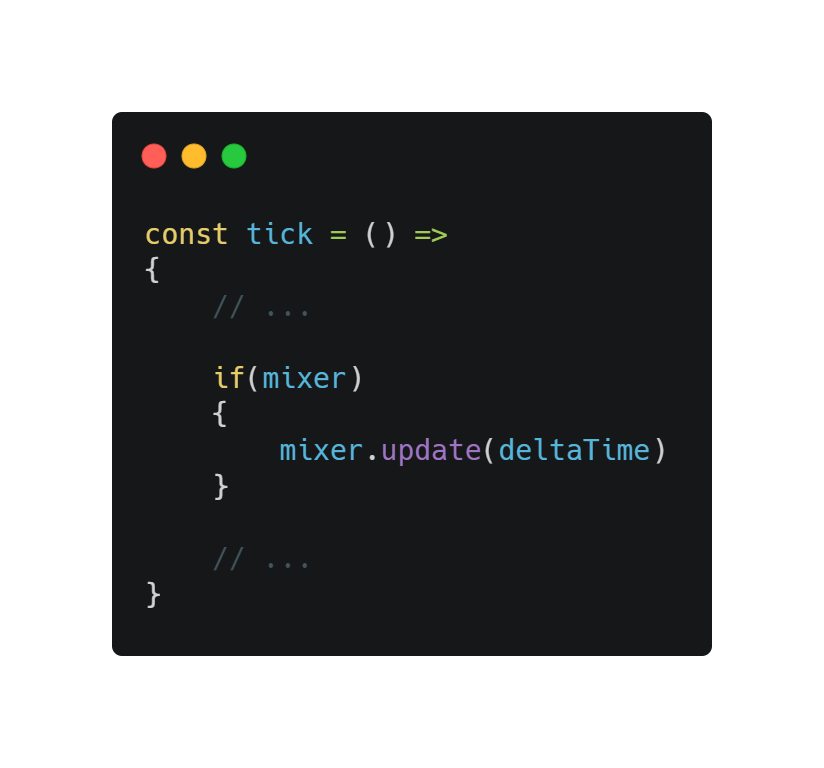 const tick = () =>
{
    // ...

    if(mixer)
    {
        mixer.update(deltaTime)
    }

    // ...
}